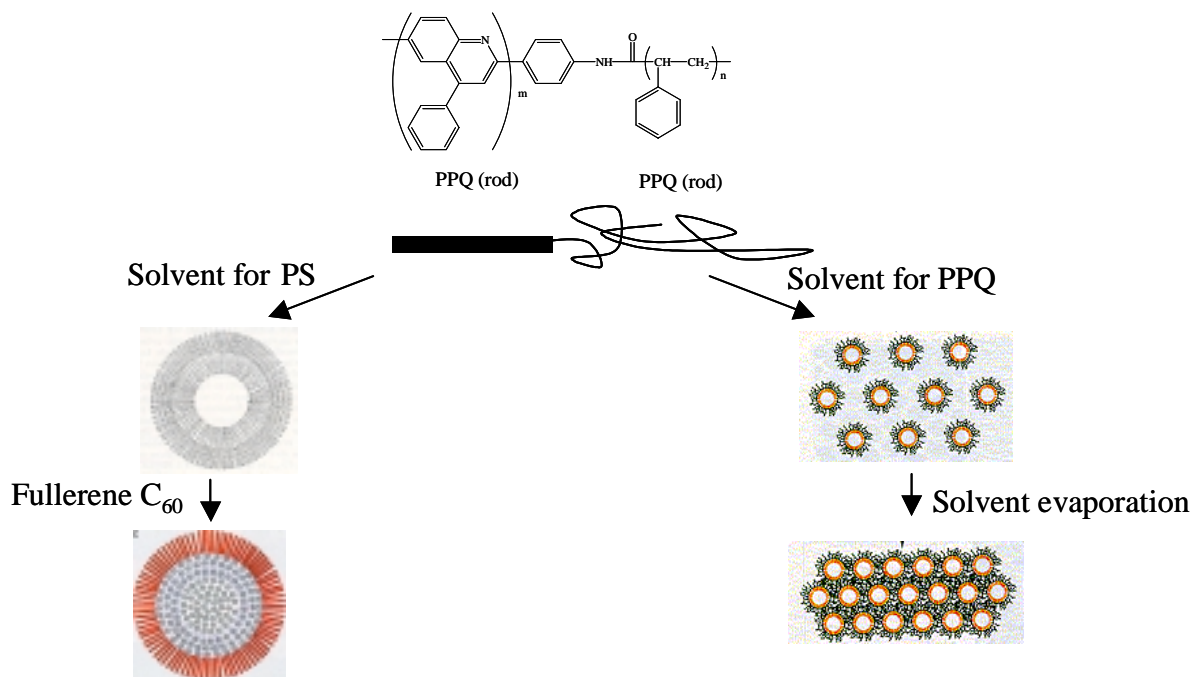 N
O
NH
CH
CH₂
n
m
PPQ (rod) PPQ (rod)
Solvent for PS
Solvent for PPQ
Fullerene C₆₀
Solvent evaporation
E